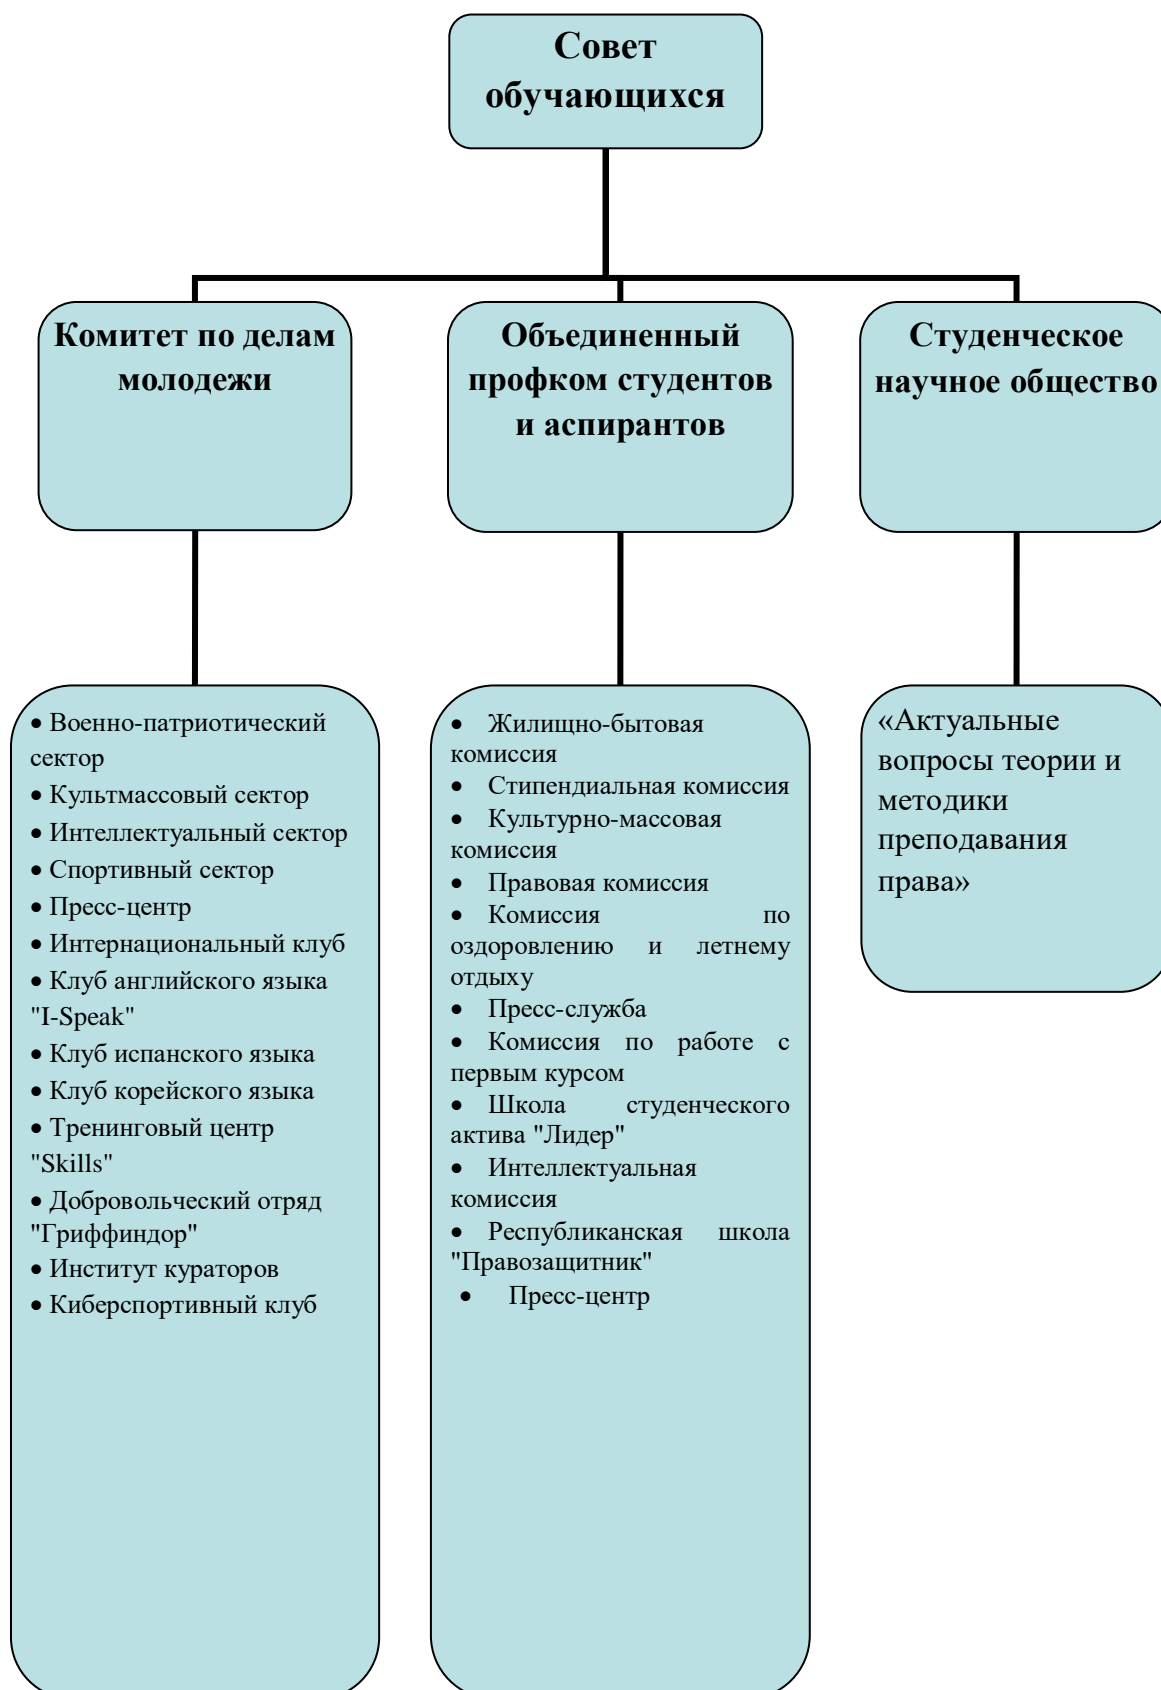 Совет
обучающихся
Комитет по делам
молодежи
Объединенный
профком студентов
и аспирантов
Студенческое
научное общество
• Военно-патриотический
сектор
• Культмассовый сектор
• Интеллектуальный сектор
• Спортивный сектор
• Пресс-центр
• Интернациональный клуб
• Клуб английского языка
"I-Speak"
• Клуб испанского языка
• Клуб корейского языка
• Тренинговый центр
"Skills"
• Добровольческий отряд
"Гриффиндор"
• Институт кураторов
• Киберспортивный клуб
• Жилищно-бытовая
комиссия
• Стипендиальная комиссия
• Культурно-массовая
комиссия
• Правовая комиссия
• Комиссия по
оздоровлению и летнему
отдыху
• Пресс-служба
• Комиссия по работе с
первым курсом
• Школа студенческого
актива "Лидер"
• Интеллектуальная
комиссия
• Республиканская школа
"Правозащитник"
• Пресс-центр
«Актуальные
вопросы теории и
методики
преподавания
права»